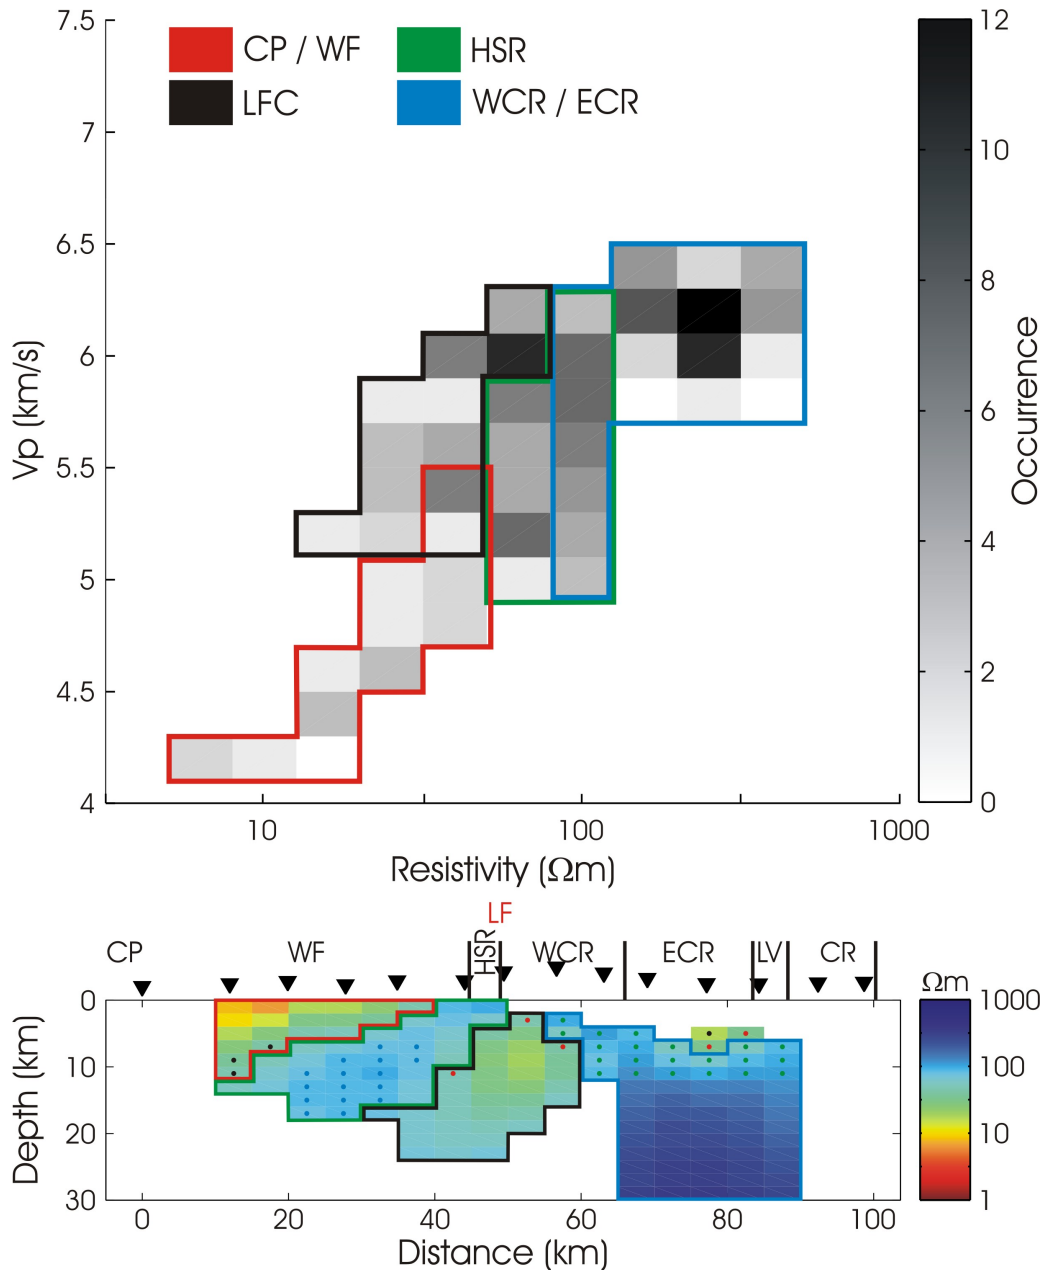 7.5
7
6.5
6
5.5
5
4.5
4
Vp (km/s)
CP / WF
HSR
LFC
WCR / ECR
12
10
8
6
4
2
0
Occurrence
10
100
1000
Resistivity (Ωm)
LF
CP
WF
HSR
WCR
ECR
LV
CR
0
10
20
30
Depth (km)
0
20
40
60
80
100
Distance (km)
Ωm
1000
100
10
1